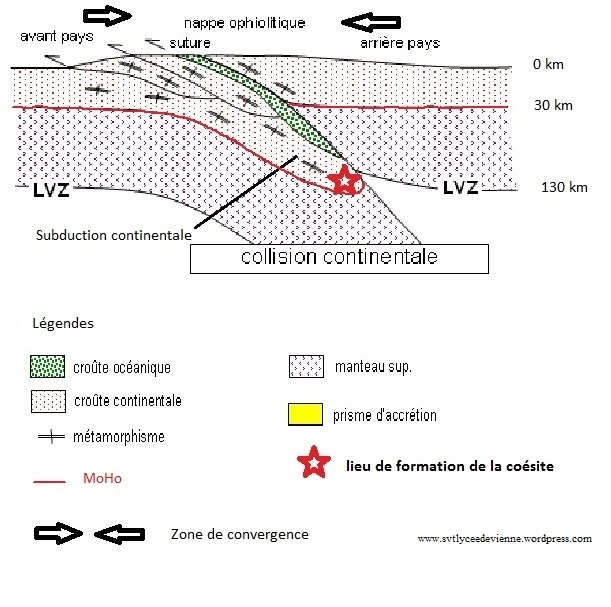 nappe ophiolitique
avant pays
suture
arrière pays
0 km
30 km
LVZ
LVZ
130 km
Subduction continentale
collision continentale
Légendes
croûte océanique
manteau sup.
croûte continentale
prisme d'accrétion
métamorphisme
lieu de formation de la coésite
MoHo
Zone de convergence
www.svtlyceedevienne.wordpress.com